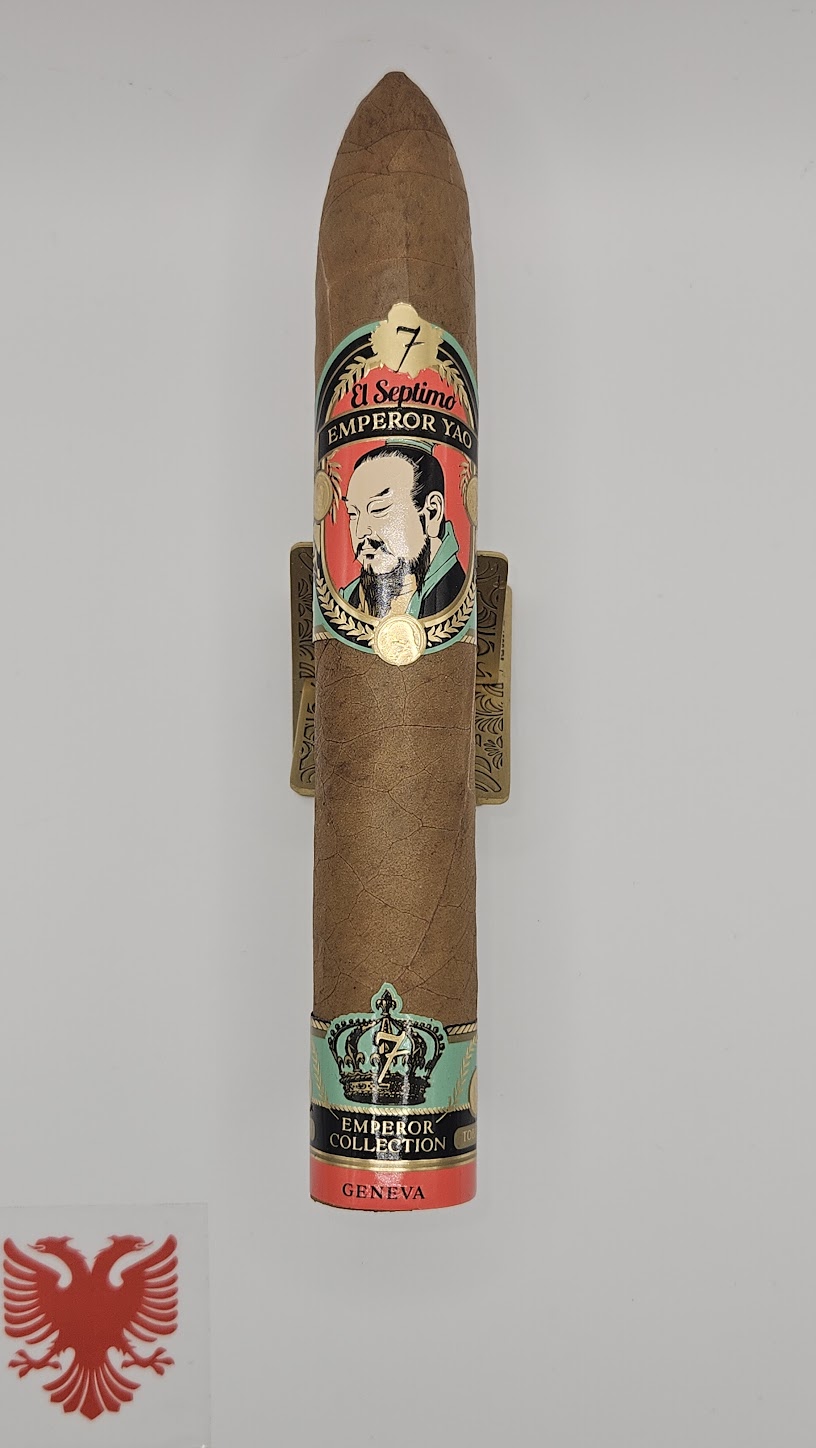 7
El Septimo
EMPEROR YAO
7
EMPEROR
COLLECTION
GENEVA